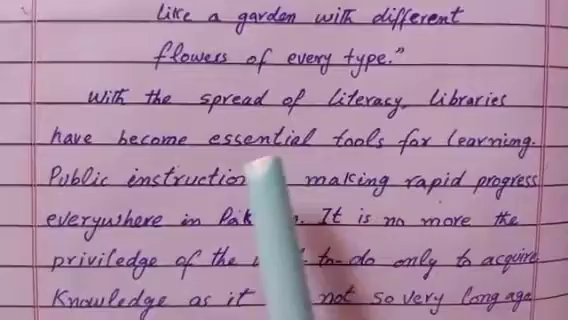 Like a garden with different
flowers of every type."
With the spread of literacy, libraries
have become essential tools for learning.
Public instruction making rapid progress
everywhere in Pak . It is no more the
priviledge of the -to-do only to acquire
Knowledge as it not so very long ago